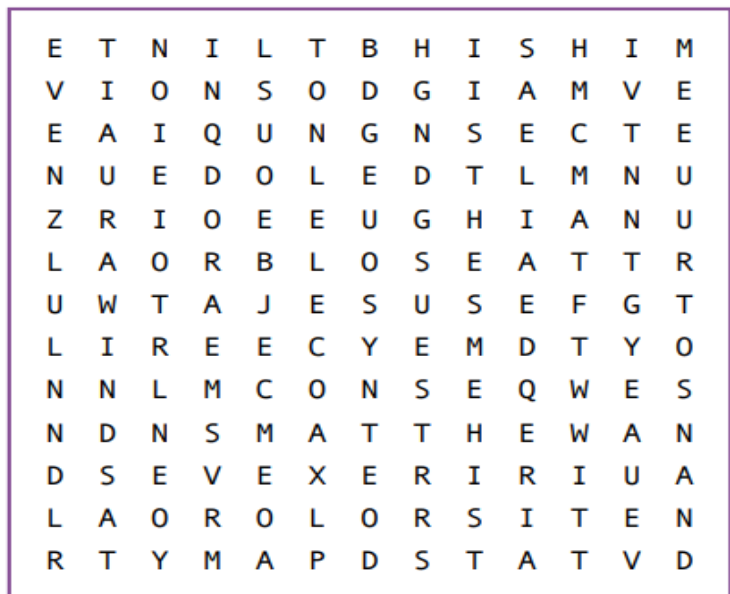 E T N I L T B H I S H I M
V I O N S O D G I A M V E
E A I Q U N G N S E C T E
N U E D O L E D T L M N U
Z R I O E E U G H I A N U
L A O R B L O S E A T T R
U W T A J E S U S E F G T
L I R E E C Y E M D T Y O
N N L M C O N S E Q W E S
N D N S M A T T H E W A N
D S E V E X E R I R I U A
L A O R O L O R S I T E N
R T Y M A P D S T A T V D